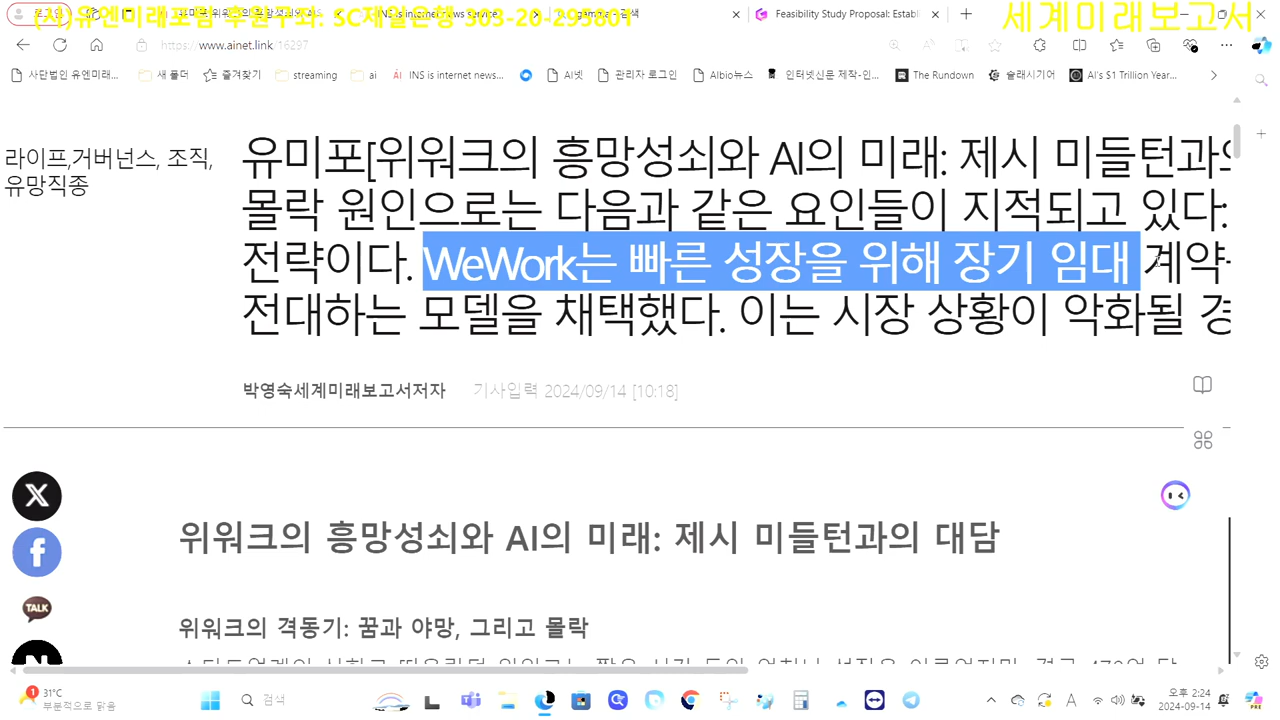 (사)유엔미래포럼 후원구좌: SC제일은행
세계미래보고서
INS is internet news service
gamma - 검색
Feasibility Study Proposal: Establ
https://www.ainet.link/16297
사단법인 유엔미래...
새 폴더
즐겨찾기
streaming
ai
INS is internet news...
AI넷
관리자 로그인
AIbio뉴스
인터넷신문 제작-인...
The Rundown
술래시기어
AI's $1 Trillion Year...
라이프,거버넌스, 조직,
유망직종
유미포[위워크의 흥망성쇠와 AI의 미래: 제시 미들턴과의
몰락 원인으로는 다음과 같은 요인들이 지적되고 있다:
전략이다. WeWork는 빠른 성장을 위해 장기 임대 계약
전대하는 모델을 채택했다. 이는 시장 상황이 악화될 경
박영숙세계미래보고서저자 기사입력 2024/09/14 [10:18]
위워크의 흥망성쇠와 AI의 미래: 제시 미들턴과의 대담
TALK
위워크의 격동기: 꿈과 야망, 그리고 몰락
1
31°C
부분적으로 맑음
검색
A
오후 2:24
2024-09-14
PRE